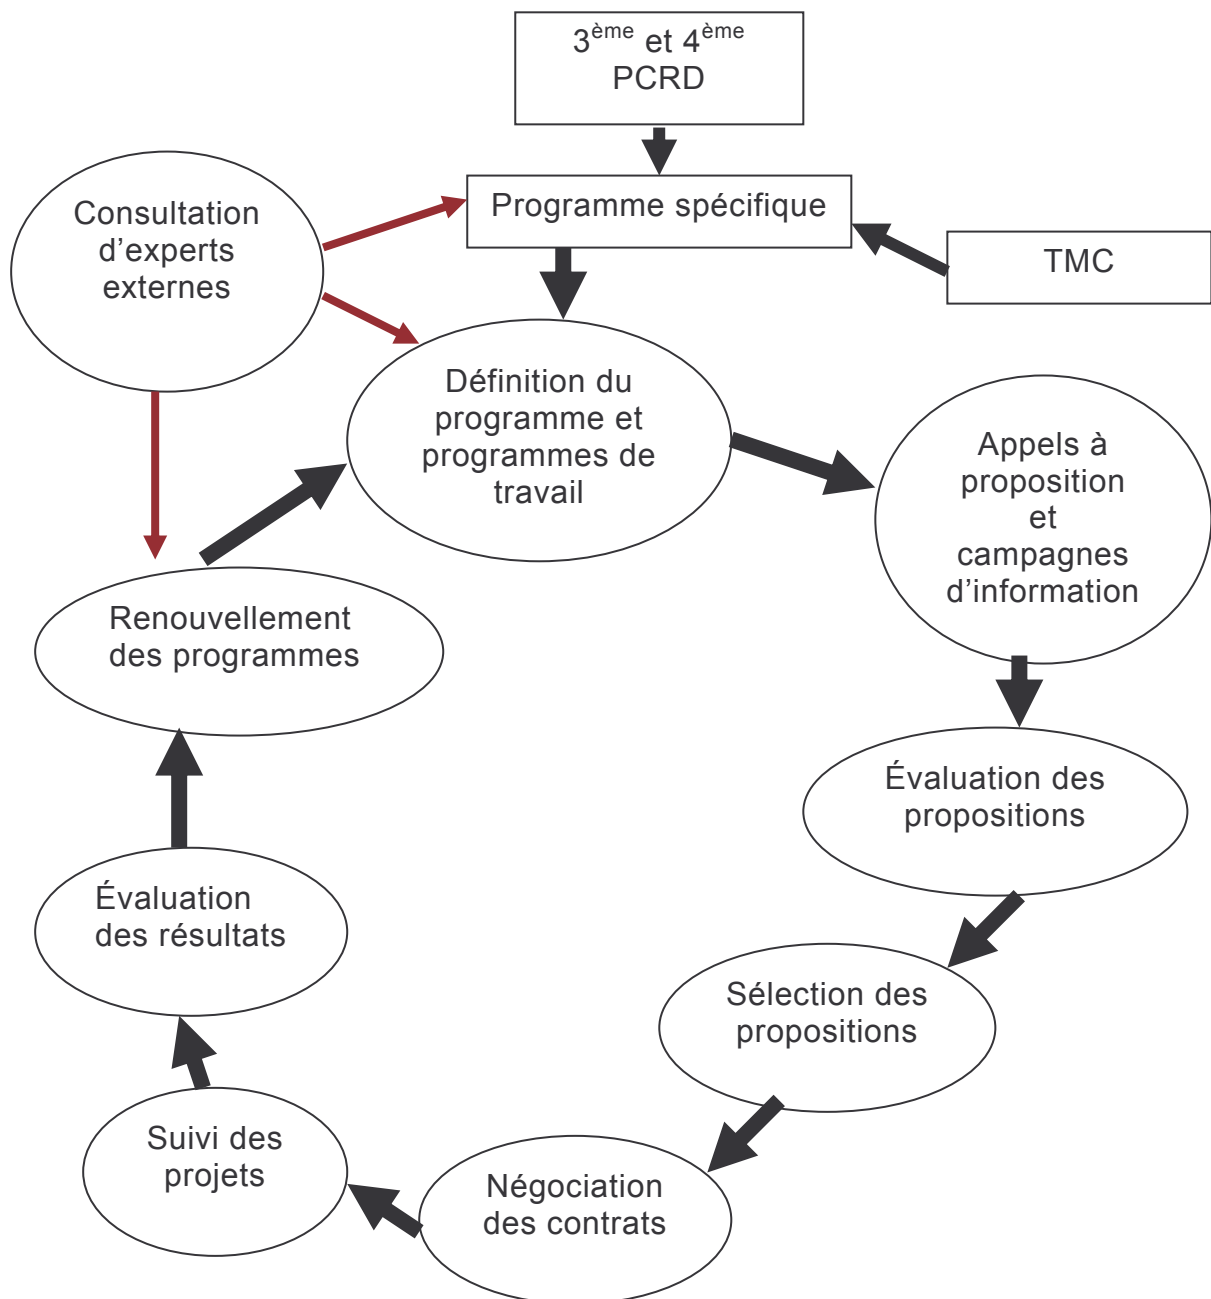 3ème et 4ème
PCRD
Programme spécifique
TMC
Consultation
d’experts
externes
Définition du
programme et
programmes de
travail
Appels à
proposition
et
campagnes
d’information
Renouvellement
des programmes
Évaluation des
propositions
Évaluation
des résultats
Sélection des
propositions
Suivi des
projets
Négociation
des contrats